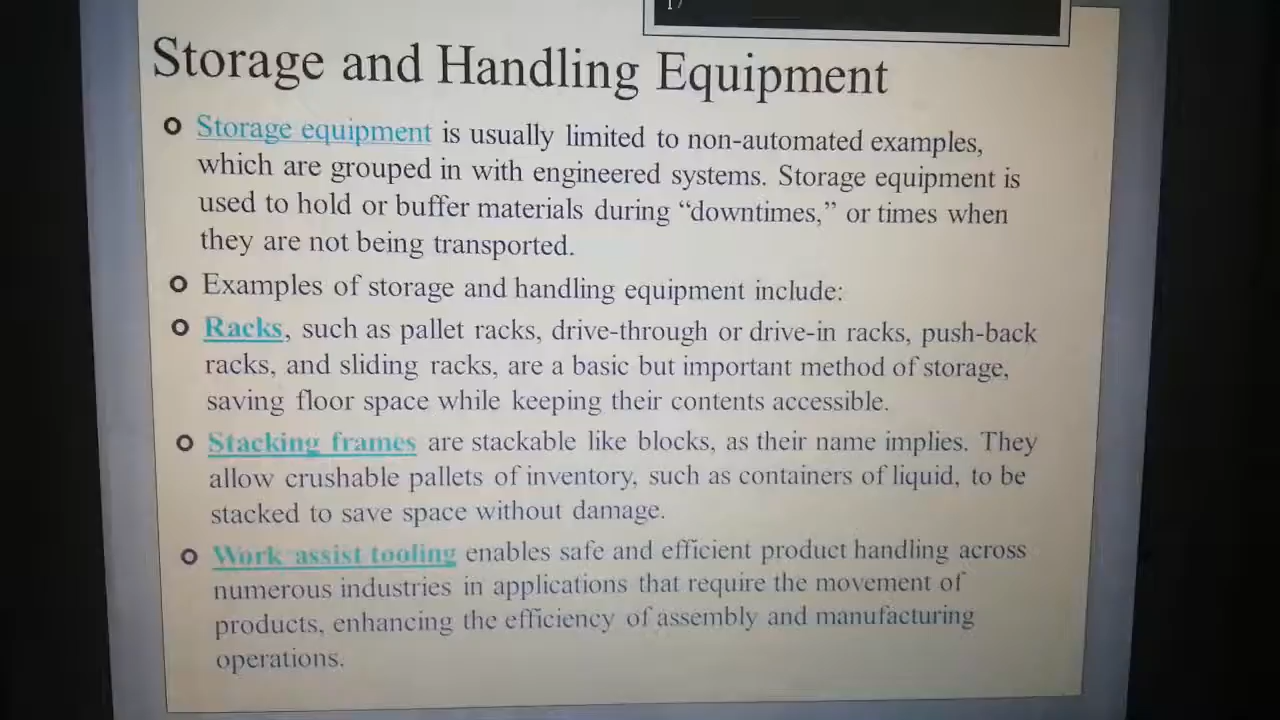 17
Storage and Handling Equipment
Storage equipment is usually limited to non-automated examples,
which are grouped in with engineered systems. Storage equipment is
used to hold or buffer materials during “downtimes,” or times when
they are not being transported.
Examples of storage and handling equipment include:
Racks, such as pallet racks, drive-through or drive-in racks, push-back
racks, and sliding racks, are a basic but important method of storage,
saving floor space while keeping their contents accessible.
Stacking frames are stackable like blocks, as their name implies. They
allow crushable pallets of inventory, such as containers of liquid, to be
stacked to save space without damage.
Work assist tooling enables safe and efficient product handling across
numerous industries in applications that require the movement of
products, enhancing the efficiency of assembly and manufacturing
operations.